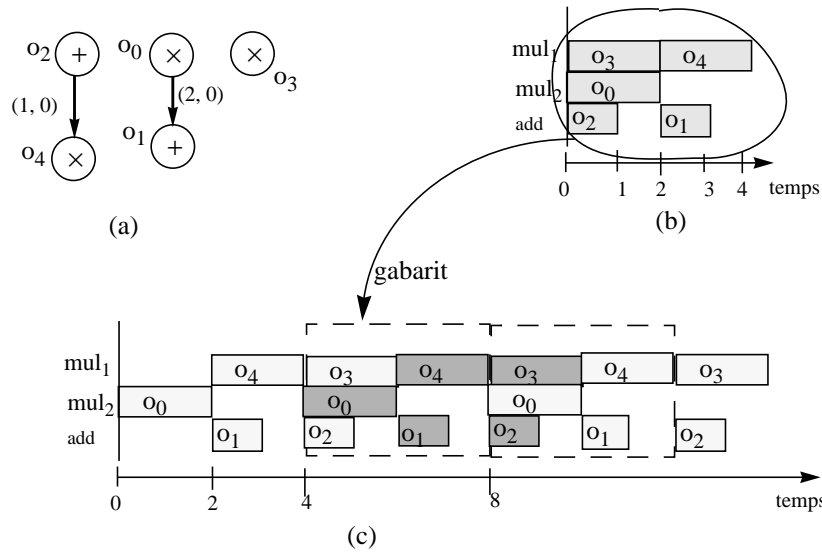 o2 + o0 × × o3
(1, 0) (2, 0)
o4 × o1 +
(a)
mul1 o3 o4
mul2 o0
add o2 o1
0 1 2 3 4 temps
(b)
gabarit
mul1 o4 o3 o4 o3 o4 o3
mul2 o0 o0 o0
add o1 o2 o1 o2 o1 o2
0 2 4 8 temps
(c)